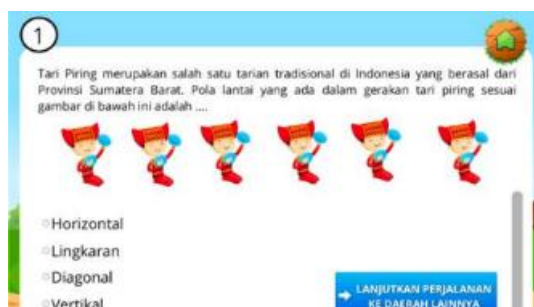 1
Tari Piring merupakan salah satu tarian tradisional di Indonesia yang berasal dari
Provinsi Sumatera Barat. Pola lantai yang ada dalam gerakan tari piring sesuai
gambar di bawah ini adalah ....
Horizontal
Lingkaran
Diagonal
Vertikal
LANJUTKAN PERJALANAN
KE DAERAH LAINNYA